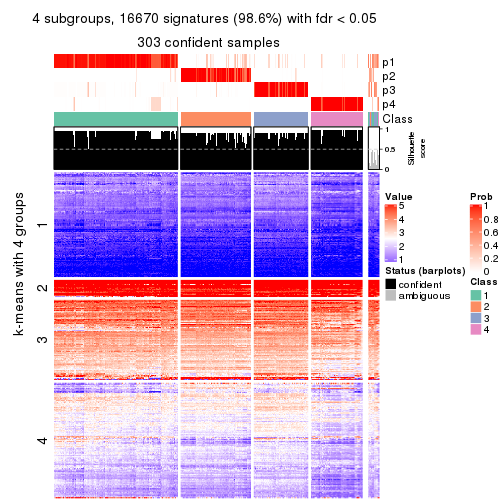 4 subgroups, 16670 signatures (98.6%) with fdr < 0.05
303 confident samples
p1
p2
p3
p4
Class
1
0.5
0
Silhouette
score
k-means with 4 groups
1
2
3
4
Value
5
4
3
2
1
Status (barplots)
confident
ambiguous
Prob
1
0.8
0.6
0.4
0.2
0
Class
1
2
3
4